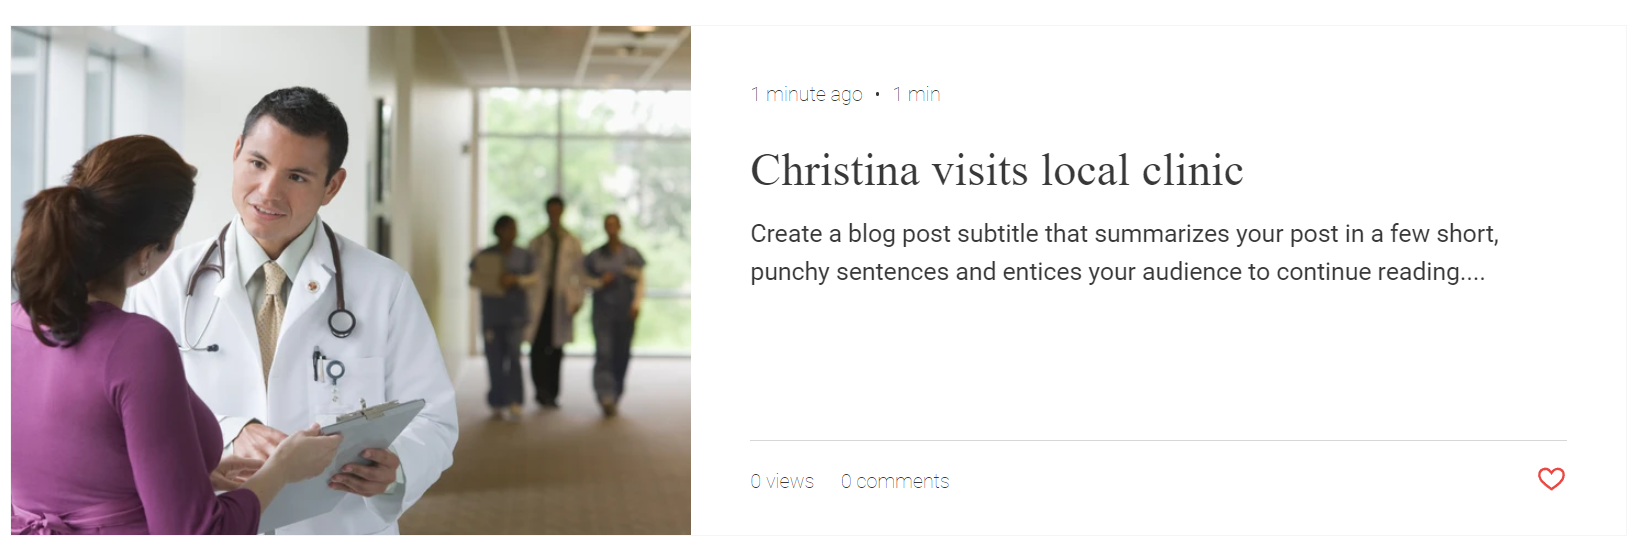 1 minute ago • 1 min
Christina visits local clinic
Create a blog post subtitle that summarizes your post in a few short,
punchy sentences and entices your audience to continue reading....
0 views 0 comments